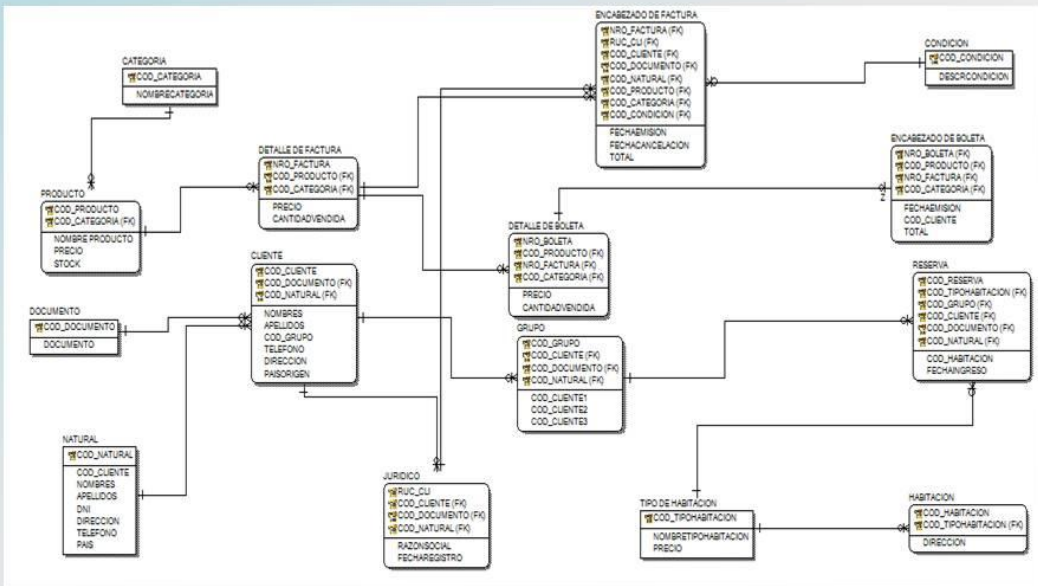 ENCABEZADO DE FACTURA
NRO_FACTURA (FK)
RUC_CLI (FK)
COD_CLIENTE (FK)
COD_DOCUMENTO (FK)
COD_NATURAL (FK)
COD_PRODUCTO (FK)
COD_CATEGORIA (FK)
COD_CONDICION (FK)
FECHAEMISION
FECHACANCELACION
TOTAL
CONDICION
COD_CONDICION
DESCRCONDICION
CATEGORIA
COD_CATEGORIA
NOMBRECATEGORIA
DETALLE DE FACTURA
NRO_FACTURA
COD_PRODUCTO (FK)
COD_CATEGORIA (FK)
PRECIO
CANTIDADVENDIDA
ENCABEZADO DE BOLETA
NRO_BOLETA (FK)
COD_PRODUCTO (FK)
NRO_FACTURA (FK)
COD_CATEGORIA (FK)
FECHAEMISION
COD_CLIENTE
TOTAL
Z
PRODUCTO
COD_PRODUCTO
COD_CATEGORIA (FK)
NOMBRE PRODUCTO
PRECIO
STOCK
DETALLE DE BOLETA
NRO_BOLETA
COD_PRODUCTO (FK)
NRO_FACTURA (FK)
COD_CATEGORIA (FK)
PRECIO
CANTIDADVENDIDA
CLIENTE
COD_CLIENTE
COD_DOCUMENTO (FK)
COD_NATURAL (FK)
NOMBRES
APELLIDOS
COD_GRUPO
TELEFONO
DIRECCION
PAISORIGEN
RESERVA
COD_RESERVA
COD_TIPOHABITACION (FK)
COD_GRUPO (FK)
COD_CLIENTE (FK)
COD_DOCUMENTO (FK)
COD_NATURAL (FK)
COD_HABITACION
FECHAINGRESO
DOCUMENTO
COD_DOCUMENTO
DOCUMENTO
GRUPO
COD_GRUPO
COD_CLIENTE (FK)
COD_DOCUMENTO (FK)
COD_NATURAL (FK)
COD_CLIENTE1
COD_CLIENTE2
COD_CLIENTE3
NATURAL
COD_NATURAL
COD_CLIENTE
NOMBRES
APELLIDOS
DNI
DIRECCION
TELEFONO
PAIS
JURIDICO
RUC_CLI
COD_CLIENTE (FK)
COD_DOCUMENTO (FK)
COD_NATURAL (FK)
RAZONSOCIAL
FECHAREGISTRO
TIPO DE HABITACION
COD_TIPOHABITACION
NOMBRETIPOHABITACION
PRECIO
HABITACION
COD_HABITACION
COD_TIPOHABITACION (FK)
DIRECCION